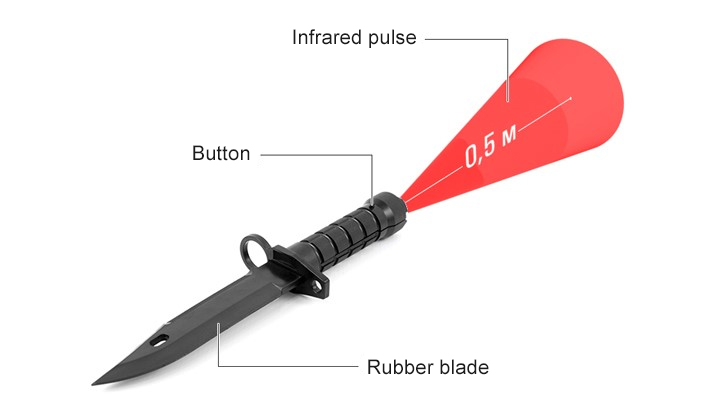 Infrared pulse
0,5 м
Button
Rubber blade